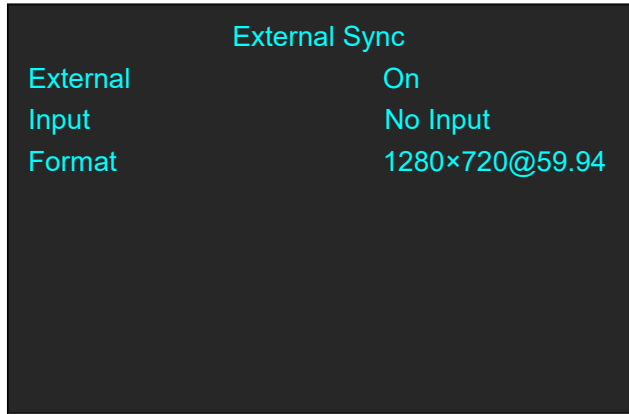 External Sync
External On
Input No Input
Format 1280×720@59.94